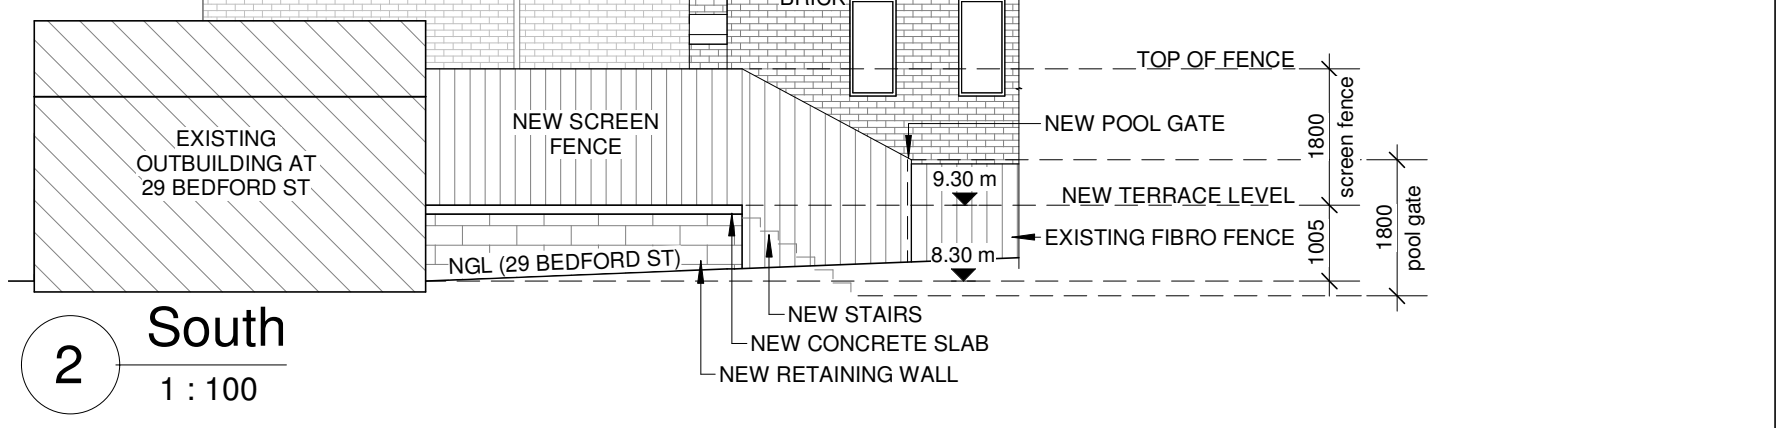 BRICK
TOP OF FENCE
NEW SCREEN
FENCE
NEW POOL GATE
EXISTING
OUTBUILDING AT
29 BEDFORD ST
1800
screen fence
9.30 m
NEW TERRACE LEVEL
EXISTING FIBRO FENCE
1005
1800
pool gate
NGL (29 BEDFORD ST)
8.30 m
NEW STAIRS
NEW CONCRETE SLAB
NEW RETAINING WALL
2
South
1 : 100